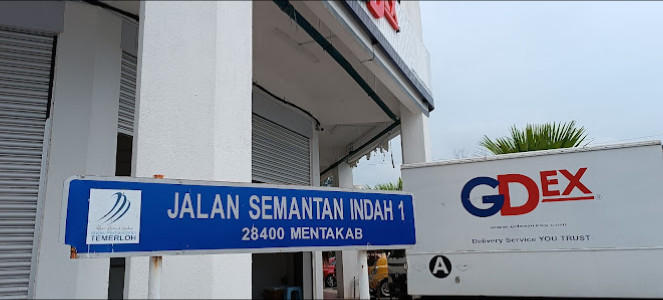 JALAN SEMANTAN INDAH 1
28400 MENTAKAB
TEMERLOH
GDEX
Delivery Service YOU TRUST
A